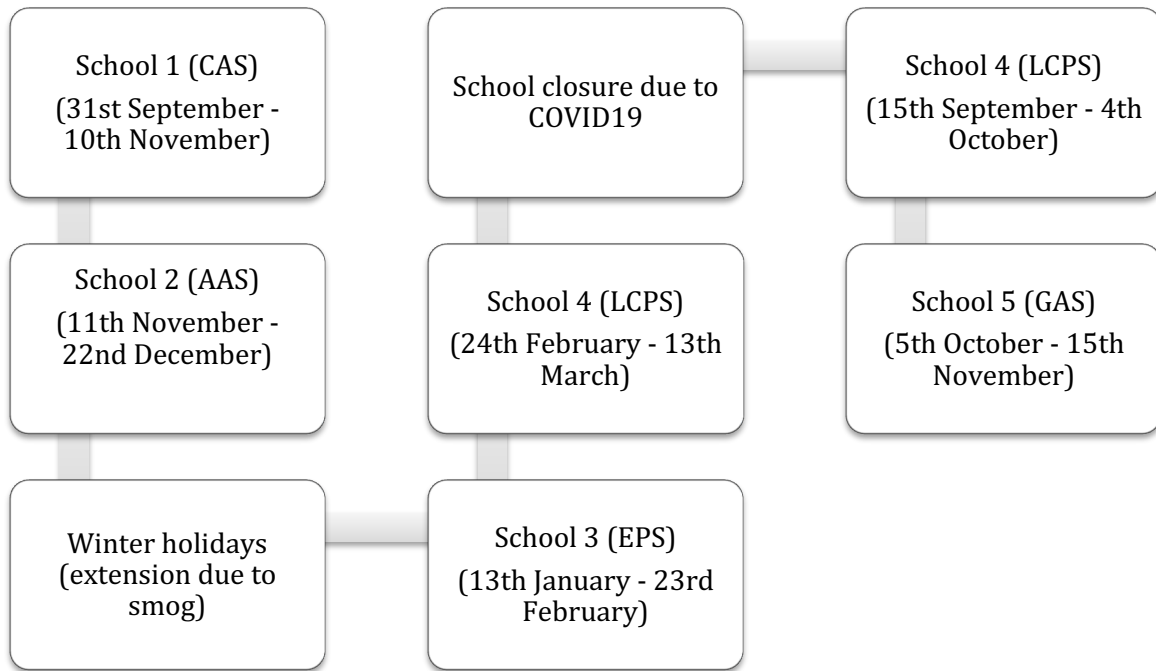 School 1 (CAS)
(31st September -
10th November)
School 2 (AAS)
(11th November -
22nd December)
Winter holidays
(extension due to
smog)
School 3 (EPS)
(13th January - 23rd
February)
School 4 (LCPS)
(24th February - 13th
March)
School closure due to
COVID19
School 4 (LCPS)
(15th September - 4th
October)
School 5 (GAS)
(5th October - 15th
November)